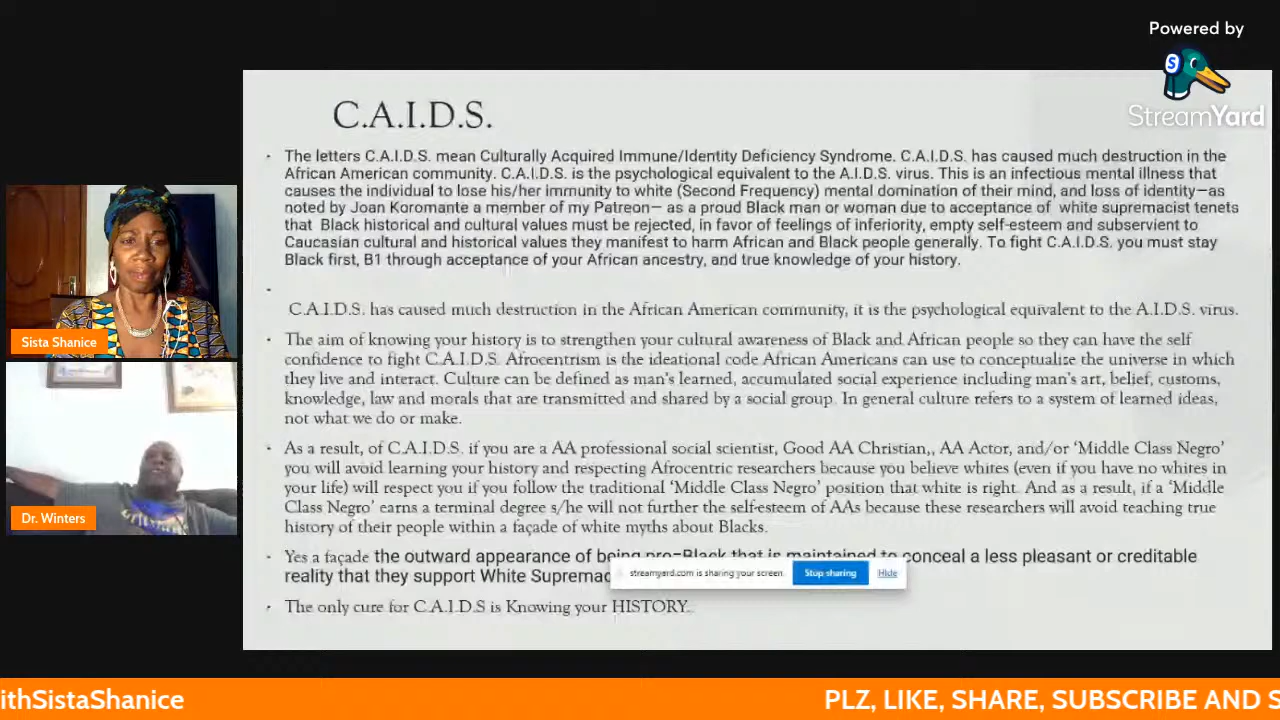 Powered by
StreamYard
C.A.I.D.S.
The letters C.A.I.D.S. mean Culturally Acquired Immune/Identity Deficiency Syndrome. C.A.I.D.S. has caused much destruction in the
African American community. C.A.I.D.S. is the psychological equivalent to the A.I.D.S. virus. This is an infectious mental illness that
causes the individual to lose his/her immunity to white (Second Frequency) mental domination of their mind, and loss of identity—as
noted by Joan Koromante a member of my Patreon— as a proud Black man or woman due to acceptance of white supremacist tenets
that Black historical and cultural values must be rejected, in favor of feelings of inferiority, empty self-esteem and subservient to
Caucasian cultural and historical values they manifest to harm African and Black people generally. To fight C.A.I.D.S. you must stay
Black first, B1 through acceptance of your African ancestry, and true knowledge of your history.
C.A.I.D.S. has caused much destruction in the African American community, it is the psychological equivalent to the A.I.D.S. virus.
The aim of knowing your history is to strengthen your cultural awareness of Black and African people so they can have the self
confidence to fight C.A.I.D.S. Afrocentrism is the ideational code African Americans can use to conceptualize the universe in which
they live and interact. Culture can be defined as man's learned, accumulated social experience including man's art, belief, customs,
knowledge, law and morals that are transmitted and shared by a social group. In general culture refers to a system of learned ideas,
not what we do or make.
As a result, of C.A.I.D.S. if you are a AA professional social scientist, Good AA Christian,, AA Actor, and/or 'Middle Class Negro'
you will avoid learning your history and respecting Afrocentric researchers because you believe whites (even if you have no whites in
your life) will respect you if you follow the traditional 'Middle Class Negro' position that white is right. And as a result, if a 'Middle
Class Negro' earns a terminal degree s/he will not further the self-esteem of AAs because these researchers will avoid teaching true
history of their people within a façade of white myths about Blacks.
Yes a façade the outward appearance of being pro=Black that is maintained to conceal a less pleasant or creditable
reality that they support White Supremac
streamyard.com is sharing your screen.
Stop sharing
Hide
The only cure for C.A.I.D.S is Knowing your HISTORY.
Sista Shanice
Dr. Winters
ithSistaShanice
PLZ, LIKE, SHARE, SUBSCRIBE AND S